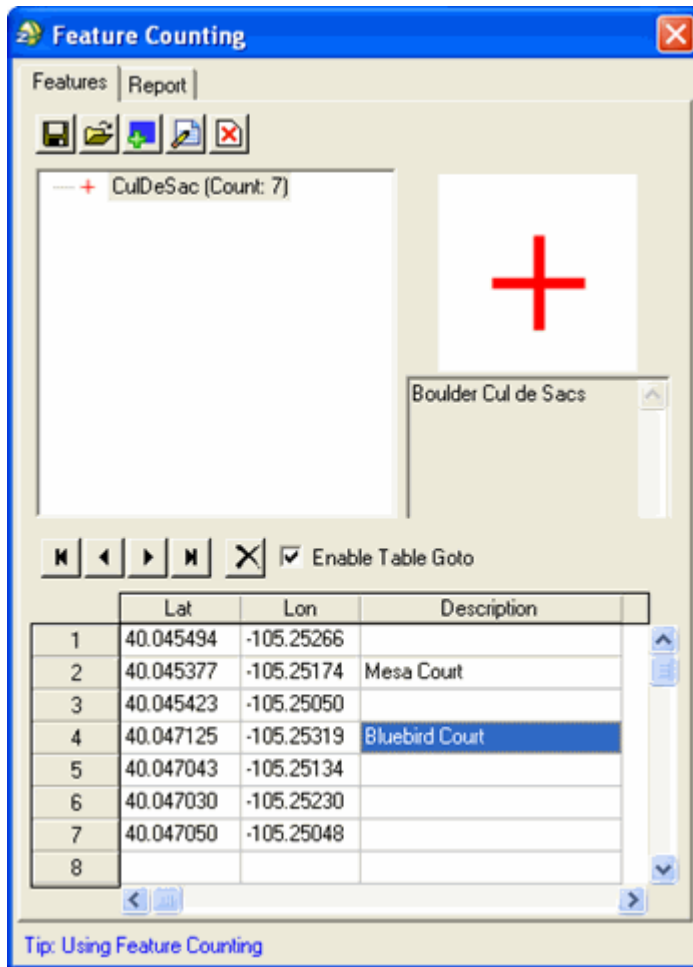 Feature Counting
Features Report
CulDeSac (Count: 7)
Boulder Cul de Sacs
Enable Table Goto
Lat Lon Description
1 40.045494 -105.25266
2 40.045377 -105.25174 Mesa Court
3 40.045423 -105.25050
4 40.047125 -105.25319 Bluebird Court
5 40.047043 -105.25134
6 40.047030 -105.25230
7 40.047050 -105.25048
8
Tip: Using Feature Counting